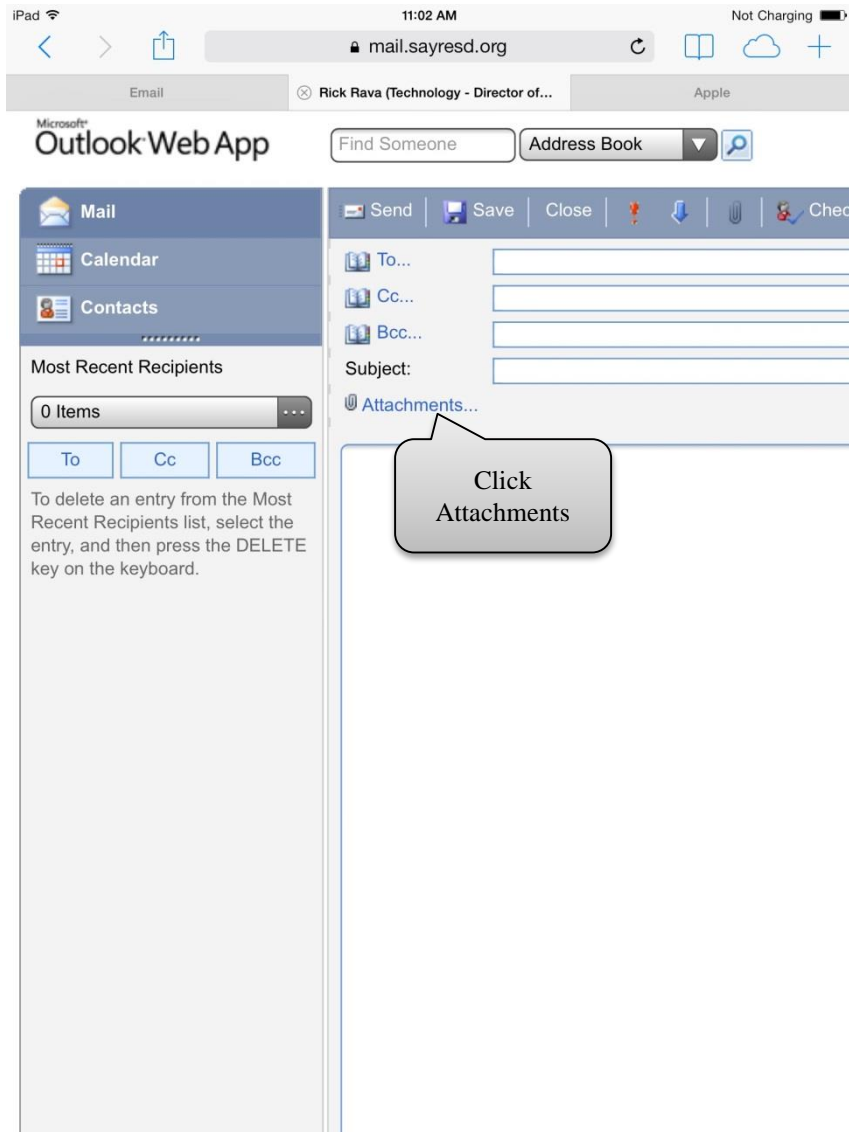 iPad 11:02 AM Not Charging
mail.sayresd.org
Email Rick Rava (Technology - Director of... Apple
Microsoft®
Outlook Web App Find Someone Address Book
Mail Send Save Close Chec
Calendar To...
Contacts Cc...
Bcc...
Most Recent Recipients Subject:
0 Items ... Attachments...
To Cc Bcc
Click
Attachments
To delete an entry from the Most
Recent Recipients list, select the
entry, and then press the DELETE
key on the keyboard.